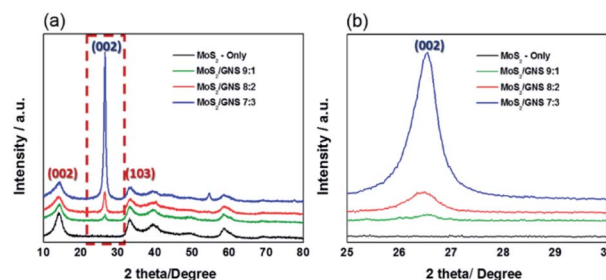 (a)
(002)
MoS₂ - Only
MoS₂/GNS 9:1
MoS₂/GNS 8:2
MoS₂/GNS 7:3
(002)
(103)
Intensity / a.u.
10 20 30 40 50 60 70 80
2 theta/Degree
(b)
(002)
MoS₂ - Only
MoS₂/GNS 9:1
MoS₂/GNS 8:2
MoS₂/GNS 7:3
Intensity / a.u.
25 26 27 28 29
2 theta/ Degree